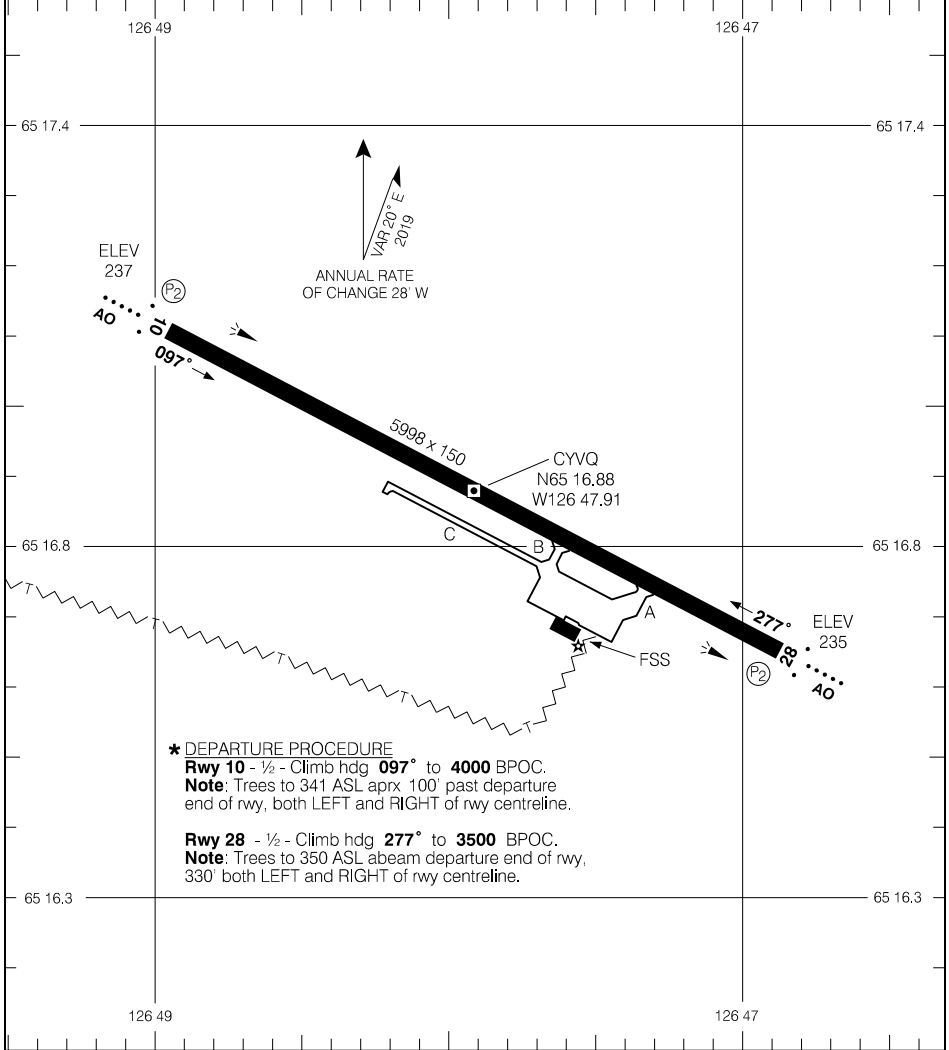 126 49
126 47
65 17.4
65 17.4
VAR 20° E
2019
ANNUAL RATE
OF CHANGE 28' W
ELEV
237
P2
AO
10
097°
5998 x 150
CYVQ
N65 16.88
W126 47.91
C
B
65 16.8
65 16.8
A
277°
ELEV
235
28
FSS
P2
AO
T
T
T
T
T
* DEPARTURE PROCEDURE
Rwy 10 - ½ - Climb hdg 097° to 4000 BPOC.
Note: Trees to 341 ASL aprx 100' past departure
end of rwy, both LEFT and RIGHT of rwy centreline.
Rwy 28 - ½ - Climb hdg 277° to 3500 BPOC.
Note: Trees to 350 ASL abeam departure end of rwy,
330' both LEFT and RIGHT of rwy centreline.
65 16.3
65 16.3
126 49
126 47